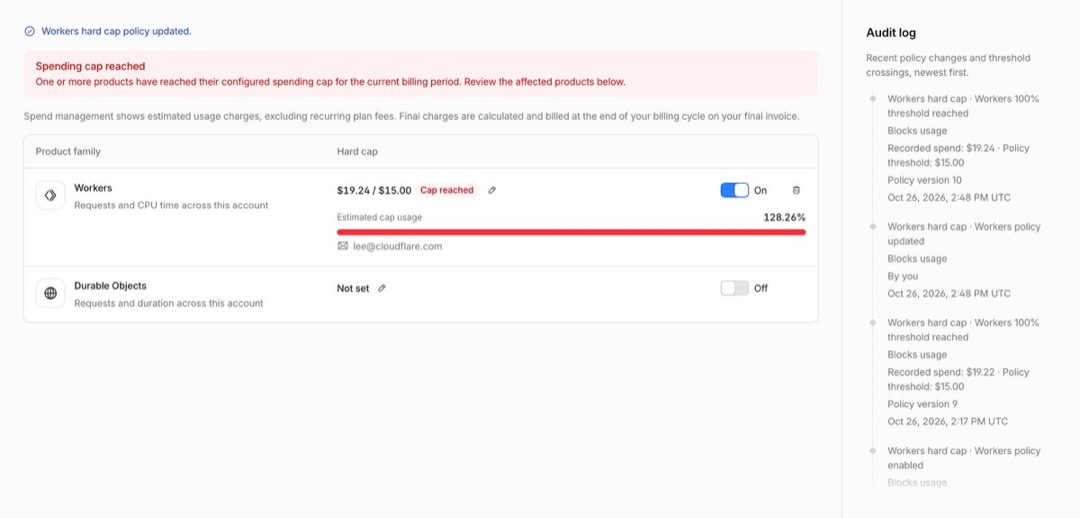 Workers hard cap policy updated.
Spending cap reached
One or more products have reached their configured spending cap for the current billing period. Review the affected products below.
Spend management shows estimated usage charges, excluding recurring plan fees. Final charges are calculated and billed at the end of your billing cycle on your final invoice.
Product family
Hard cap
Workers
Requests and CPU time across this account
$19.24 / $15.00 Cap reached
On
Estimated cap usage
128.26%
lee@cloudflare.com
Durable Objects
Requests and duration across this account
Not set
Off
Audit log
Recent policy changes and threshold
crossings, newest first.
Workers hard cap · Workers 100%
threshold reached
Blocks usage
Recorded spend: $19.24 · Policy
threshold: $15.00
Policy version 10
Oct 26, 2026, 2:48 PM UTC
Workers hard cap · Workers policy
updated
Blocks usage
By you
Oct 26, 2026, 2:48 PM UTC
Workers hard cap · Workers 100%
threshold reached
Blocks usage
Recorded spend: $19.22 · Policy
threshold: $15.00
Policy version 9
Oct 26, 2026, 2:17 PM UTC
Workers hard cap · Workers policy
enabled
Blocks usage